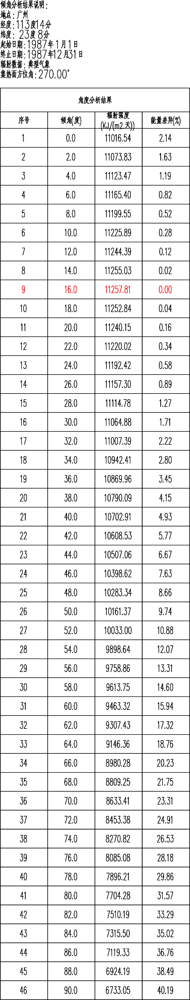 倾角分析结果说明:
地点: 广州
经度: 113度14分
纬度: 23度 8分
起始日期: 1987年1月1日
终止日期: 1987年12月31日
辐射数据: 典型气象
集热面方位角: 270.00°
角度分析结果
序号 倾角(度) 辐射强度(KJ/(m2.天)) 能量差异(%)
1 0.0 11016.54 2.14
2 2.0 11073.83 1.63
3 4.0 11123.47 1.19
4 6.0 11165.40 0.82
5 8.0 11199.55 0.52
6 10.0 11225.89 0.28
7 12.0 11244.39 0.12
8 14.0 11255.03 0.02
9 16.0 11257.81 0.00
10 18.0 11252.84 0.04
11 20.0 11240.15 0.16
12 22.0 11220.02 0.34
13 24.0 11192.42 0.58
14 26.0 11157.30 0.89
15 28.0 11114.78 1.27
16 30.0 11064.88 1.71
17 32.0 11007.39 2.22
18 34.0 10942.41 2.80
19 36.0 10869.96 3.45
20 38.0 10790.09 4.15
21 40.0 10702.91 4.93
22 42.0 10608.53 5.77
23 44.0 10507.06 6.67
24 46.0 10398.62 7.63
25 48.0 10283.34 8.66
26 50.0 10161.37 9.74
27 52.0 10033.00 10.88
28 54.0 9898.64 12.07
29 56.0 9758.86 13.31
30 58.0 9613.75 14.60
31 60.0 9463.32 15.94
32 62.0 9307.43 17.32
33 64.0 9146.36 18.76
34 66.0 8980.28 20.23
35 68.0 8809.25 21.75
36 70.0 8633.41 23.31
37 72.0 8453.38 24.91
38 74.0 8270.82 26.53
39 76.0 8085.08 28.18
40 78.0 7896.21 29.86
41 80.0 7704.28 31.57
42 82.0 7510.19 33.29
43 84.0 7315.50 35.02
44 86.0 7119.33 36.76
45 88.0 6924.19 38.49
46 90.0 6733.05 40.19